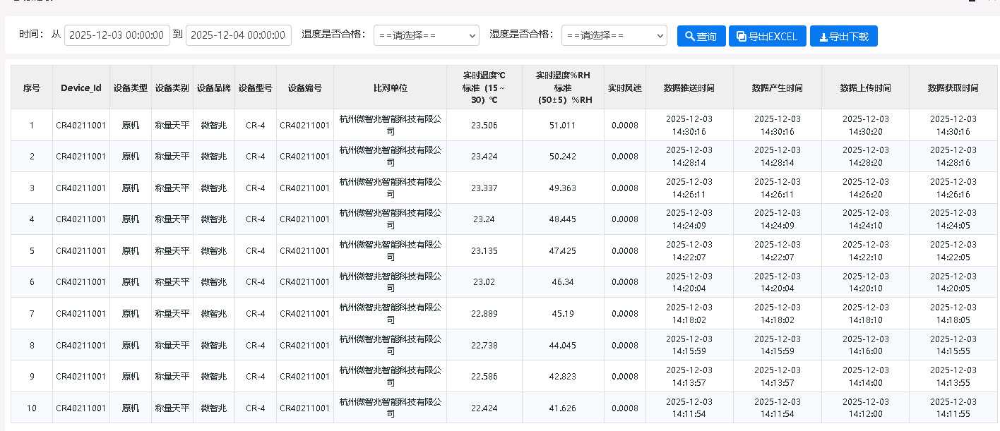 时间： 从 2025-12-03 00:00:00 到 2025-12-04 00:00:00 温度是否合格： ==请选择== 湿度是否合格： ==请选择== 查询 导出EXCEL 导出下载
序号 Device_Id 设备类型 设备类别 设备品牌 设备型号 设备编号 比对单位 实时温度℃ 标准（15～30）℃ 实时湿度%RH 标准 (50±5）%RH 实时风速 数据推送时间 数据产生时间 数据上传时间 数据获取时间
1 CR40211001 原机 称量天平 微智兆 CR-4 CR40211001 杭州微智兆智能科技有限公司 23.506 51.011 0.0008 2025-12-03 14:30:16 2025-12-03 14:30:16 2025-12-03 14:30:20 2025-12-03 14:30:16
2 CR40211001 原机 称量天平 微智兆 CR-4 CR40211001 杭州微智兆智能科技有限公司 23.424 50.242 0.0008 2025-12-03 14:28:14 2025-12-03 14:28:14 2025-12-03 14:28:20 2025-12-03 14:28:16
3 CR40211001 原机 称量天平 微智兆 CR-4 CR40211001 杭州微智兆智能科技有限公司 23.337 49.363 0.0008 2025-12-03 14:26:11 2025-12-03 14:26:11 2025-12-03 14:26:20 2025-12-03 14:26:16
4 CR40211001 原机 称量天平 微智兆 CR-4 CR40211001 杭州微智兆智能科技有限公司 23.24 48.445 0.0008 2025-12-03 14:24:09 2025-12-03 14:24:09 2025-12-03 14:24:10 2025-12-03 14:24:05
5 CR40211001 原机 称量天平 微智兆 CR-4 CR40211001 杭州微智兆智能科技有限公司 23.135 47.425 0.0008 2025-12-03 14:22:07 2025-12-03 14:22:07 2025-12-03 14:22:10 2025-12-03 14:22:05
6 CR40211001 原机 称量天平 微智兆 CR-4 CR40211001 杭州微智兆智能科技有限公司 23.02 46.34 0.0008 2025-12-03 14:20:04 2025-12-03 14:20:04 2025-12-03 14:20:10 2025-12-03 14:20:05
7 CR40211001 原机 称量天平 微智兆 CR-4 CR40211001 杭州微智兆智能科技有限公司 22.889 45.19 0.0008 2025-12-03 14:18:02 2025-12-03 14:18:02 2025-12-03 14:18:10 2025-12-03 14:18:05
8 CR40211001 原机 称量天平 微智兆 CR-4 CR40211001 杭州微智兆智能科技有限公司 22.738 44.045 0.0008 2025-12-03 14:15:59 2025-12-03 14:15:59 2025-12-03 14:16:00 2025-12-03 14:15:55
9 CR40211001 原机 称量天平 微智兆 CR-4 CR40211001 杭州微智兆智能科技有限公司 22.586 42.823 0.0008 2025-12-03 14:13:57 2025-12-03 14:13:57 2025-12-03 14:14:00 2025-12-03 14:13:55
10 CR40211001 原机 称量天平 微智兆 CR-4 CR40211001 杭州微智兆智能科技有限公司 22.424 41.626 0.0008 2025-12-03 14:11:54 2025-12-03 14:11:54 2025-12-03 14:12:00 2025-12-03 14:11:55